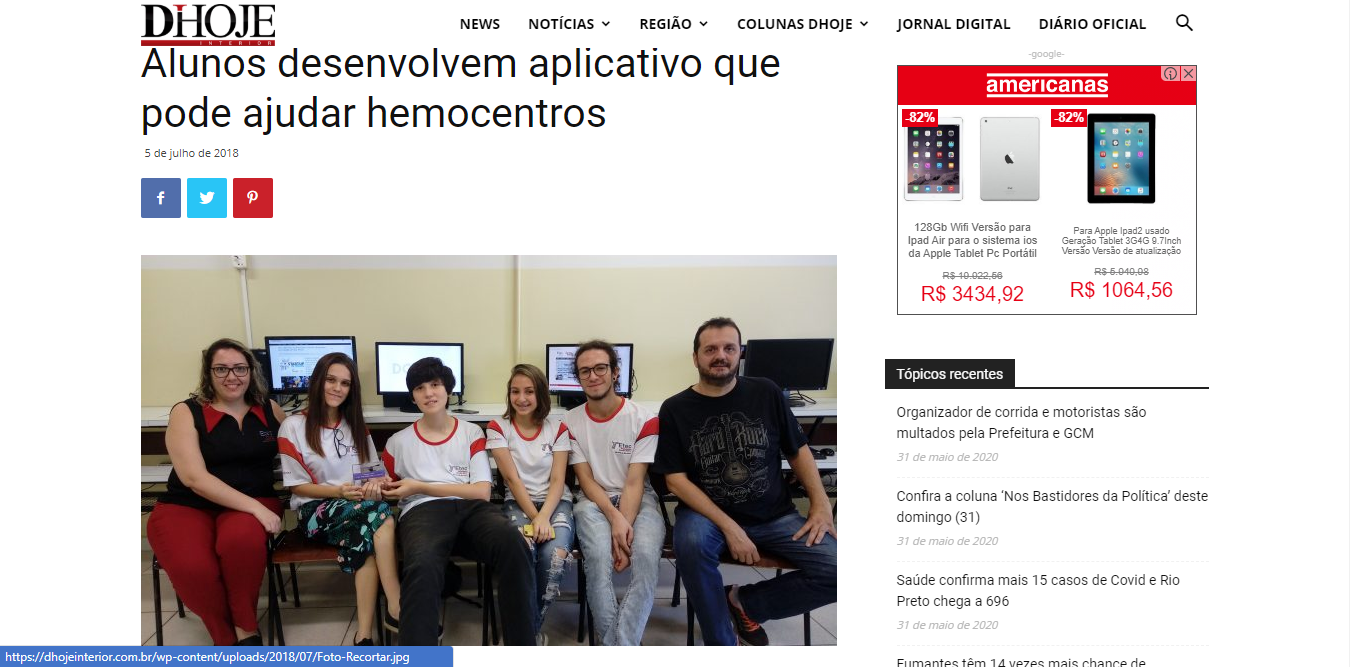 DHOJE
INTERIOR
NEWS
NOTÍCIAS
REGIÃO
COLUNAS DHOJE
JORNAL DIGITAL
DIÁRIO OFICIAL
Alunos desenvolvem aplicativo que
pode ajudar hemocentros
5 de julho de 2018
Hard Rock
Etec
-google-
americanas
-82%
-82%
128Gb Wifi Versão para
Ipad Air para o sistema ios
da Apple Tablet Pc Portátil
R$ 10.022,56
R$ 3434,92
Para Apple Ipad2 usado
Geração Tablet 3G4G 9.7Inch
Versão Versão de atualização
R$ 5.040,98
R$ 1064,56
Tópicos recentes
Organizador de corrida e motoristas são
multados pela Prefeitura e GCM
31 de maio de 2020
Confira a coluna ‘Nos Bastidores da Política’ deste
domingo (31)
31 de maio de 2020
Saúde confirma mais 15 casos de Covid e Rio
Preto chega a 696
31 de maio de 2020
Fumantes têm 14 vezes mais chance de
https://dhojeinterior.com.br/wp-content/uploads/2018/07/Foto-Recortar.jpg